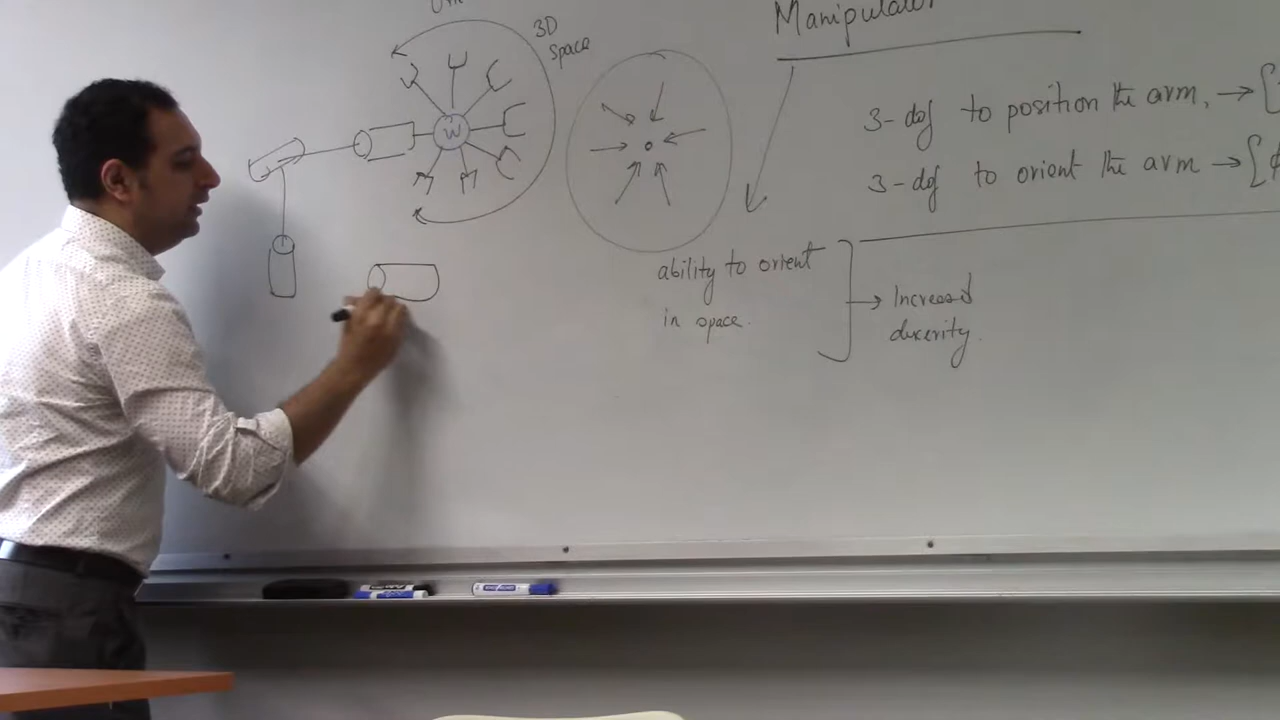 Manipulator
3D
Space
W
3-dof to position the arm. → {
3-dof to orient the arm → {ϕ
ability to orient
in space.
→ Increased
dexerity.